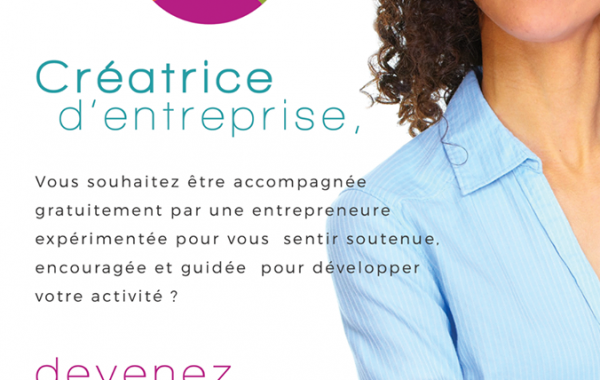 Créatrice
d'entreprise,
Vous souhaitez être accompagnée
gratuitement par une entrepreneure
expérimentée pour vous sentir soutenue,
encouragée et guidée pour développer
votre activité ?
devenez